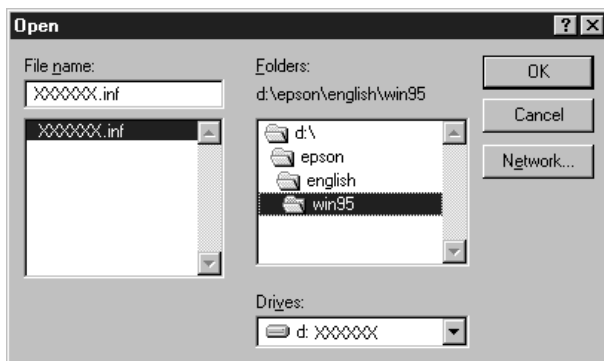 Open
File name:
XXXXXX.inf
XXXXXX.inf
Folders:
d:\epson\english\win95
d:\
epson
english
win95
Drives:
d: XXXXXX
OK
Cancel
Network...